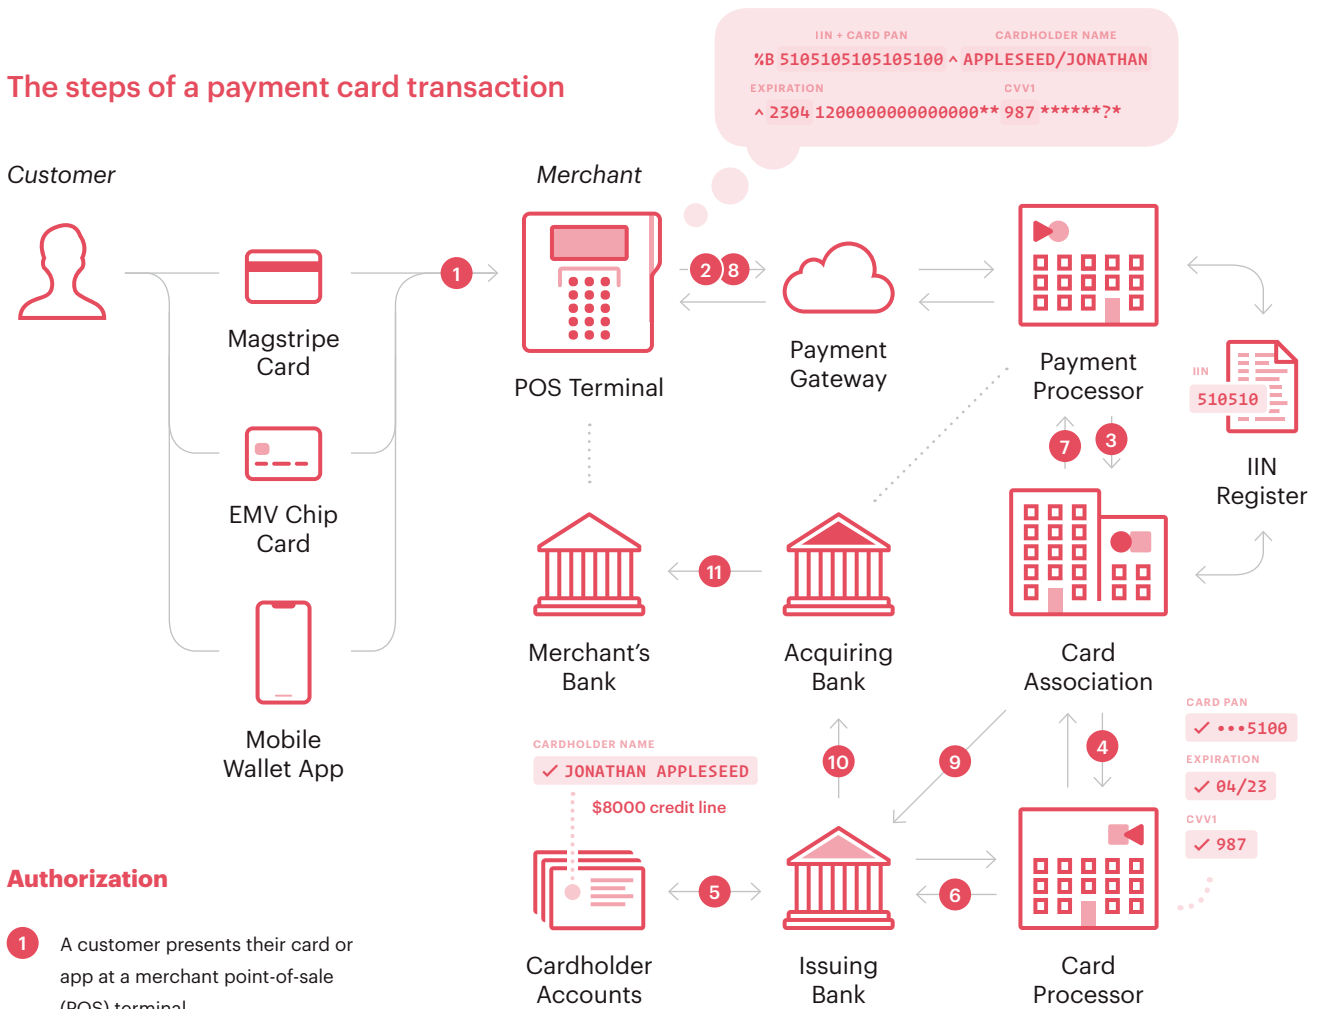 IIN + CARD PAN
CARDHOLDER NAME
%B 5105105105105100 ^ APPLESEED/JONATHAN
EXPIRATION
CVV1
^ 2304 1200000000000000** 987 ******?*
The steps of a payment card transaction
Customer
Merchant
1
2
8
Magstripe
Card
POS Terminal
Payment
Gateway
Payment
Processor
IIN
510510
7
3
IIN
Register
EMV Chip
Card
11
Merchant’s
Bank
Acquiring
Bank
Card
Association
Mobile
Wallet App
CARD PAN
✓ •••5100
EXPIRATION
✓ 04/23
CVV1
✓ 987
CARDHOLDER NAME
✓ JONATHAN APPLESEED
$8000 credit line
10
9
4
5
6
Cardholder
Accounts
Issuing
Bank
Card
Processor
Authorization
1
A customer presents their card or
app at a merchant point-of-sale
(POS) terminal